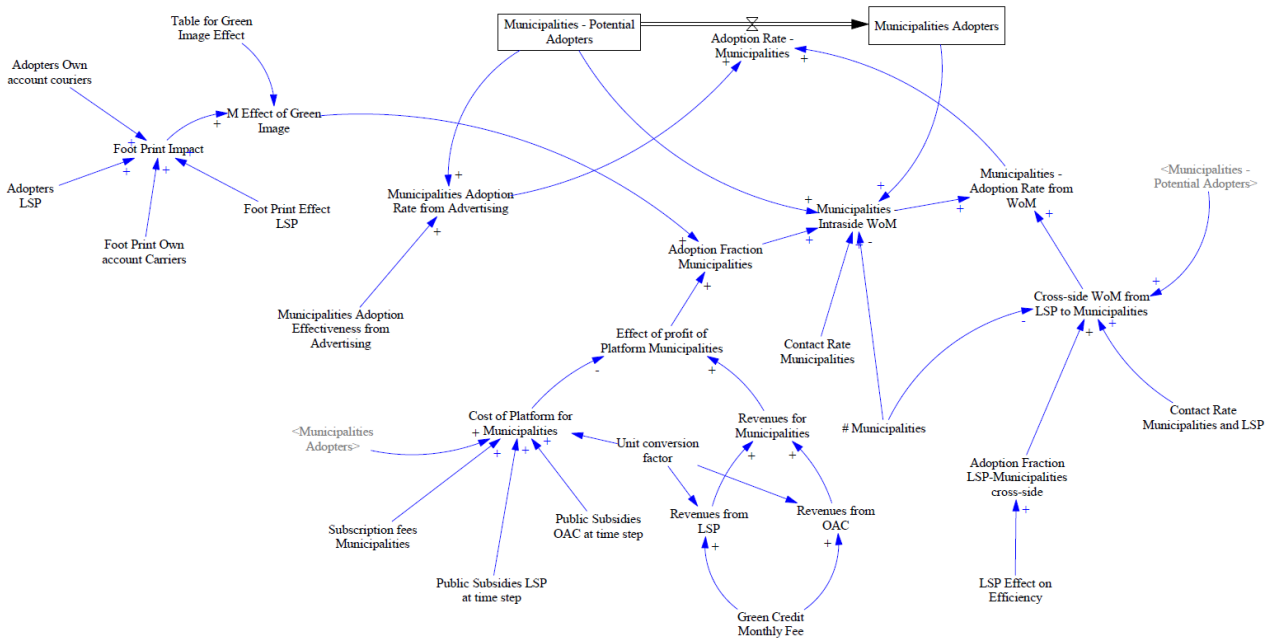 Table for Green
Image Effect
Municipalities - Potential
Adopters
Municipalities Adopters
Adoption Rate -
Municipalities
+
+
Adopters Own
account couriers
M Effect of Green
Image
+
+
+
Foot Print Impact
+
+
Adopters
LSP
Foot Print Effect
LSP
Foot Print Own
account Carriers
+
Municipalities Adoption
Rate from Advertising
+
Municipalities Adoption
Effectiveness from
Advertising
+
Adoption Fraction
Municipalities
+
+
+
Municipalities
Intraside WoM
+
+
-
Municipalities -
Adoption Rate from
WoM
+
+
<Municipalities -
Potential Adopters>
+
Cross-side WoM from
LSP to Municipalities
-
+
+
Effect of profit of
Platform Municipalities
-
+
Contact Rate
Municipalities
Cost of Platform for
Municipalities
+
+
+
+
<Municipalities
Adopters>
Unit conversion
factor
Revenues for
Municipalities
+
+
# Municipalities
Contact Rate
Municipalities and LSP
Adoption Fraction
LSP-Municipalities
cross-side
+
Subscription fees
Municipalities
Public Subsidies
OAC at time step
Revenues from
LSP
+
Revenues from
OAC
+
Public Subsidies LSP
at time step
LSP Effect on
Efficiency
Green Credit
Monthly Fee